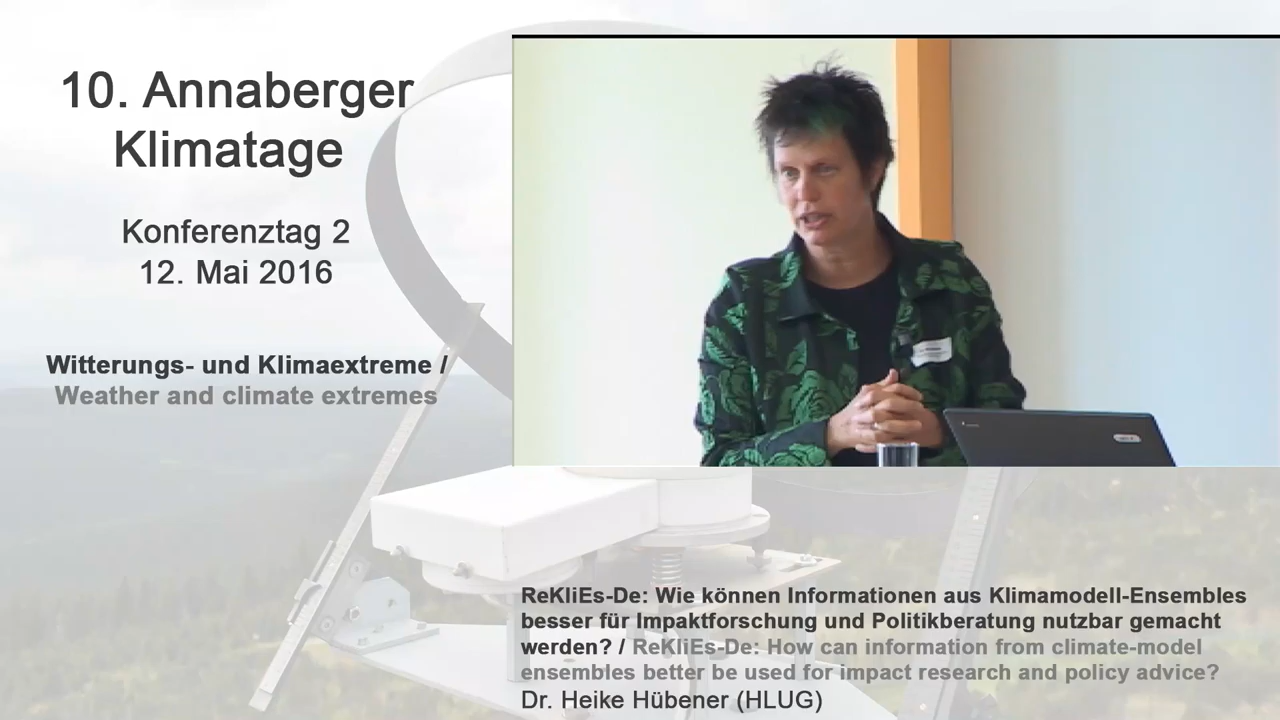 10. Annaberger
Klimatage
Konferenztag 2
12. Mai 2016
Witterungs- und Klimaextreme /
Weather and climate extremes
ReKliEs-De: Wie können Informationen aus Klimamodell-Ensembles
besser für Impaktforschung und Politikberatung nutzbar gemacht
werden? / ReKliEs-De: How can information from climate-model
ensembles better be used for impact research and policy advice?
Dr. Heike Hübener (HLUG)